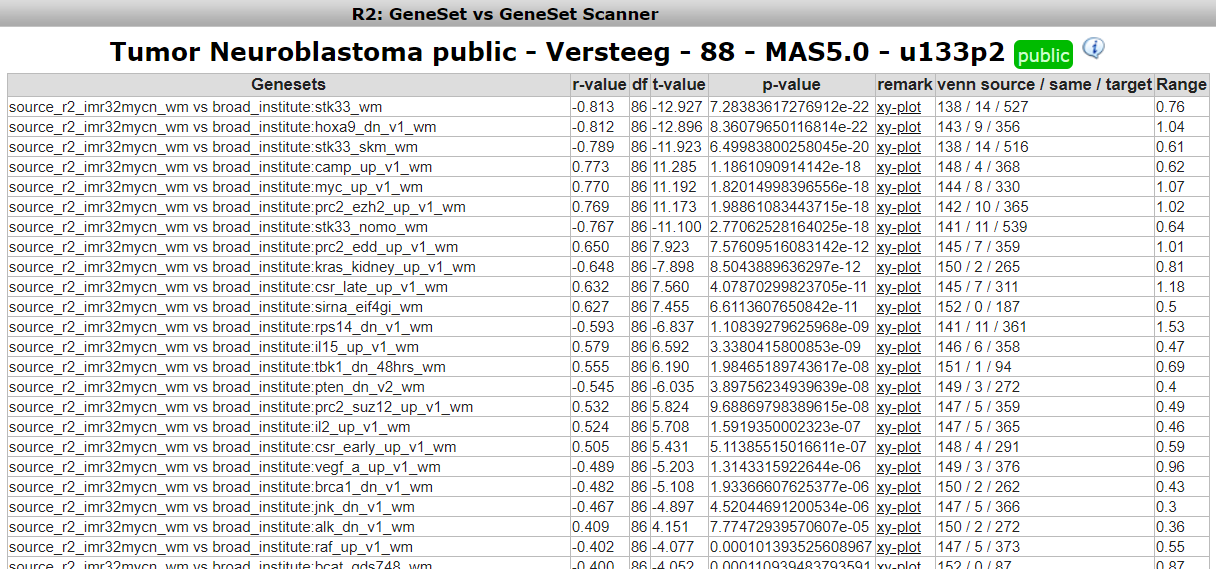 R2: GeneSet vs GeneSet Scanner
Tumor Neuroblastoma public - Versteeg - 88 - MAS5.0 - u133p2 public i
Genesets r-value df t-value p-value remark venn source / same / target Range
source_r2_imr32mycn_wm vs broad_institute:stk33_wm -0.813 86 -12.927 7.28383617276912e-22 xy-plot 138 / 14 / 527 0.76
source_r2_imr32mycn_wm vs broad_institute:hoxa9_dn_v1_wm -0.812 86 -12.896 8.36079650116814e-22 xy-plot 143 / 9 / 356 1.04
source_r2_imr32mycn_wm vs broad_institute:stk33_skm_wm -0.789 86 -11.923 6.49983800258045e-20 xy-plot 138 / 14 / 516 0.61
source_r2_imr32mycn_wm vs broad_institute:camp_up_v1_wm 0.773 86 11.285 1.1861090914142e-18 xy-plot 148 / 4 / 368 0.62
source_r2_imr32mycn_wm vs broad_institute:myc_up_v1_wm 0.770 86 11.192 1.82014998396556e-18 xy-plot 144 / 8 / 330 1.07
source_r2_imr32mycn_wm vs broad_institute:prc2_ezh2_up_v1_wm 0.769 86 11.173 1.98861083443715e-18 xy-plot 142 / 10 / 365 1.02
source_r2_imr32mycn_wm vs broad_institute:stk33_nomo_wm -0.767 86 -11.100 2.77062528164025e-18 xy-plot 141 / 11 / 539 0.64
source_r2_imr32mycn_wm vs broad_institute:prc2_edd_up_v1_wm 0.650 86 7.923 7.57609516083142e-12 xy-plot 145 / 7 / 359 1.01
source_r2_imr32mycn_wm vs broad_institute:kras_kidney_up_v1_wm -0.648 86 -7.898 8.5043889636297e-12 xy-plot 150 / 2 / 265 0.81
source_r2_imr32mycn_wm vs broad_institute:csr_late_up_v1_wm 0.632 86 7.560 4.07870299823705e-11 xy-plot 145 / 7 / 311 1.18
source_r2_imr32mycn_wm vs broad_institute:sirna_eif4gi_wm 0.627 86 7.455 6.6113607650842e-11 xy-plot 152 / 0 / 187 0.5
source_r2_imr32mycn_wm vs broad_institute:rps14_dn_v1_wm -0.593 86 -6.837 1.10839279625968e-09 xy-plot 141 / 11 / 361 1.53
source_r2_imr32mycn_wm vs broad_institute:il15_up_v1_wm 0.579 86 6.592 3.3380415800853e-09 xy-plot 146 / 6 / 358 0.47
source_r2_imr32mycn_wm vs broad_institute:tbk1_dn_48hrs_wm 0.555 86 6.190 1.98465189743617e-08 xy-plot 151 / 1 / 94 0.69
source_r2_imr32mycn_wm vs broad_institute:pten_dn_v2_wm -0.545 86 -6.035 3.89756234939639e-08 xy-plot 149 / 3 / 272 0.4
source_r2_imr32mycn_wm vs broad_institute:prc2_suz12_up_v1_wm 0.532 86 5.824 9.68869798389615e-08 xy-plot 147 / 5 / 359 0.49
source_r2_imr32mycn_wm vs broad_institute:il2_up_v1_wm 0.524 86 5.708 1.5919350002323e-07 xy-plot 147 / 5 / 365 0.46
source_r2_imr32mycn_wm vs broad_institute:csr_early_up_v1_wm 0.505 86 5.431 5.11385515016611e-07 xy-plot 148 / 4 / 291 0.59
source_r2_imr32mycn_wm vs broad_institute:vegf_a_up_v1_wm -0.489 86 -5.203 1.3143315922644e-06 xy-plot 149 / 3 / 376 0.96
source_r2_imr32mycn_wm vs broad_institute:brca1_dn_v1_wm -0.482 86 -5.108 1.93366607625377e-06 xy-plot 150 / 2 / 262 0.43
source_r2_imr32mycn_wm vs broad_institute:jnk_dn_v1_wm -0.467 86 -4.897 4.52044691200534e-06 xy-plot 147 / 5 / 366 0.3
source_r2_imr32mycn_wm vs broad_institute:alk_dn_v1_wm 0.409 86 4.151 7.77472939570607e-05 xy-plot 150 / 2 / 272 0.36
source_r2_imr32mycn_wm vs broad_institute:raf_up_v1_wm -0.402 86 -4.077 0.000101393525608967 xy-plot 147 / 5 / 373 0.55
source_r2_imr32mycn_wm vs broad_institute:bcat_gds748_wm -0.400 86 -4.052 0.000110939483793591 xy-plot 152 / 0 / 87 0.87